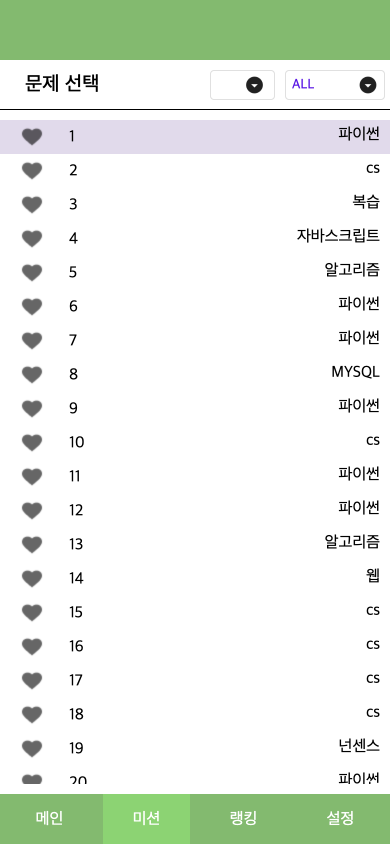 문제 선택 ALL
1 파이썬
2 cs
3 복습
4 자바스크립트
5 알고리즘
6 파이썬
7 파이썬
8 MYSQL
9 파이썬
10 cs
11 파이썬
12 파이썬
13 알고리즘
14 웹
15 cs
16 cs
17 cs
18 cs
19 넌센스
20 파이썬
메인 미션 랭킹 설정